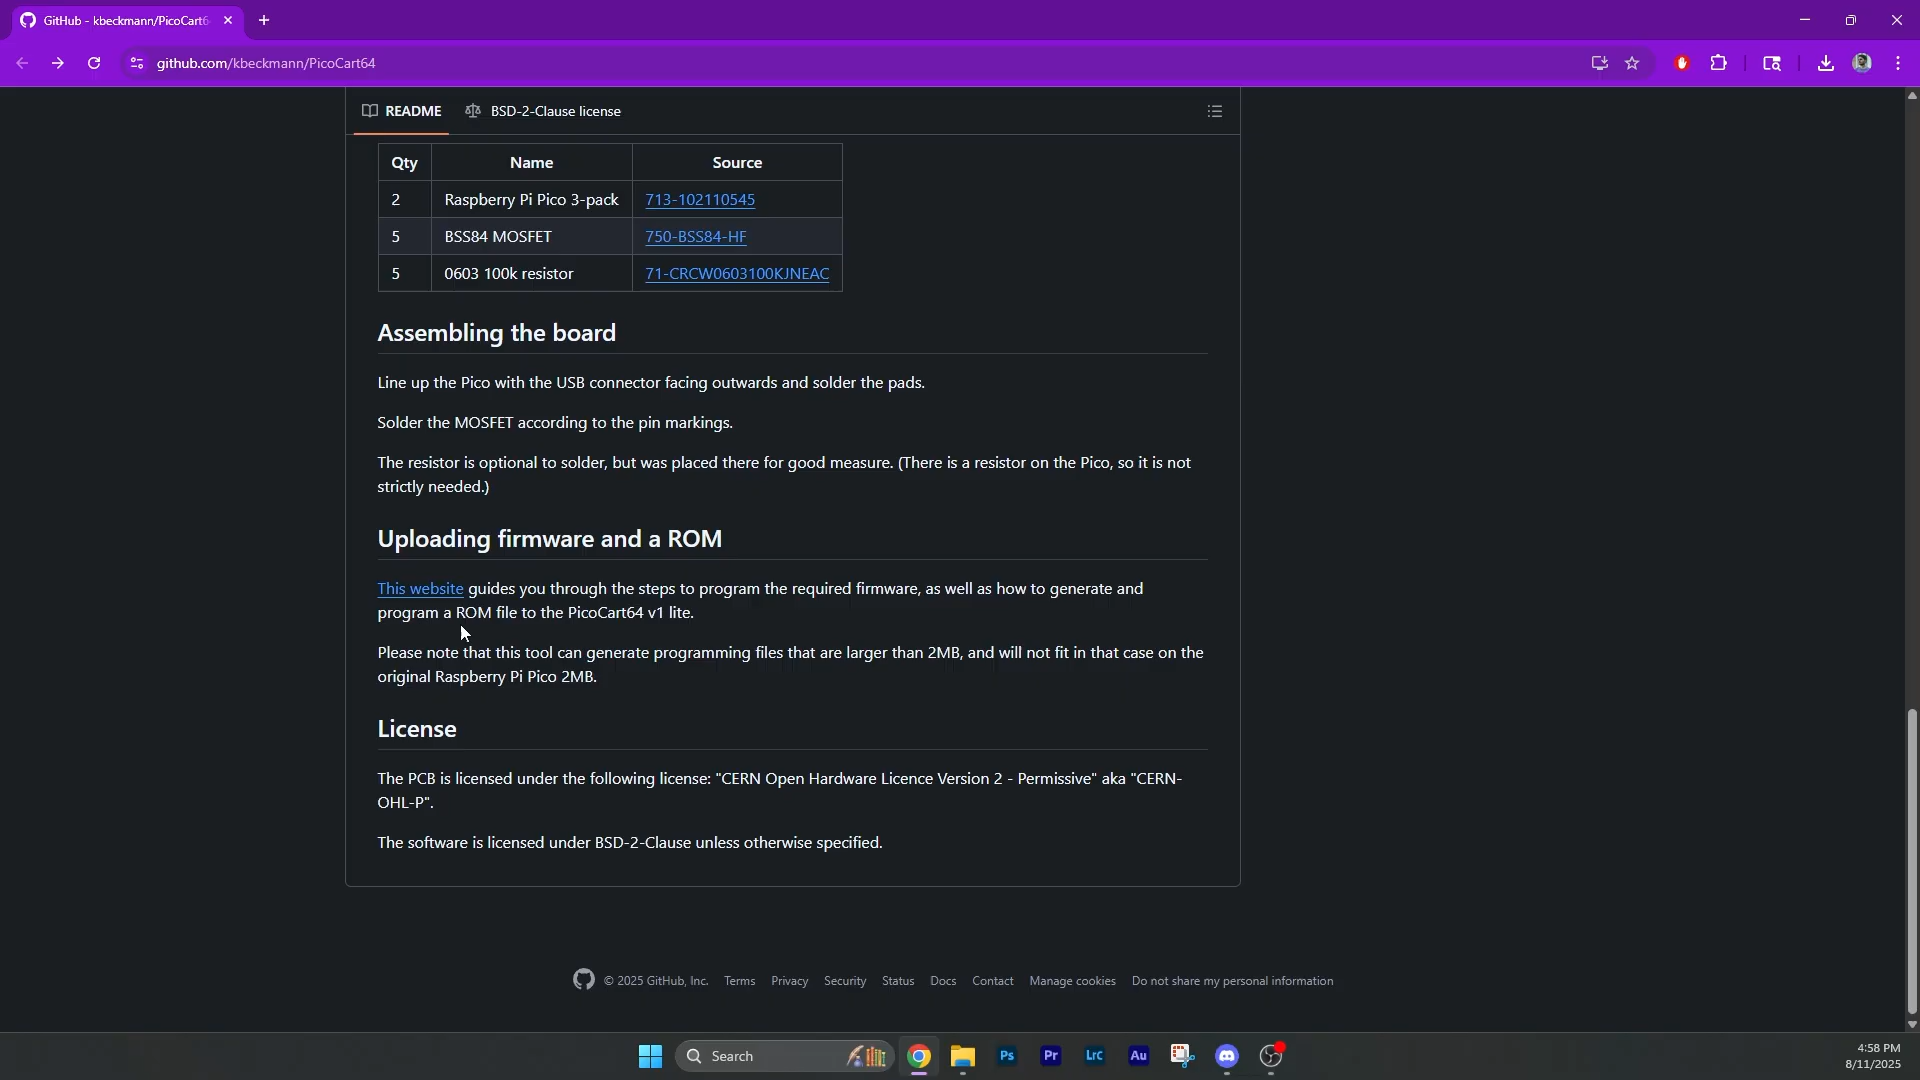 GitHub - kbeckmann/PicoCart6
github.com/kbeckmann/PicoCart64
README
BSD-2-Clause license
Qty Name Source
2 Raspberry Pi Pico 3-pack 713-102110545
5 BSS84 MOSFET 750-BSS84-HF
5 0603 100k resistor 71-CRCW0603100KJNEAC
Assembling the board
Line up the Pico with the USB connector facing outwards and solder the pads.
Solder the MOSFET according to the pin markings.
The resistor is optional to solder, but was placed there for good measure. (There is a resistor on the Pico, so it is not
strictly needed.)
Uploading firmware and a ROM
This website guides you through the steps to program the required firmware, as well as how to generate and
program a ROM file to the PicoCart64 v1 lite.
Please note that this tool can generate programming files that are larger than 2MB, and will not fit in that case on the
original Raspberry Pi Pico 2MB.
License
The PCB is licensed under the following license: "CERN Open Hardware Licence Version 2 - Permissive" aka "CERN-
OHL-P".
The software is licensed under BSD-2-Clause unless otherwise specified.
© 2025 GitHub, Inc. Terms Privacy Security Status Docs Contact Manage cookies Do not share my personal information
Search
Ps
Pr
LrC
Au
4:58 PM
8/11/2025